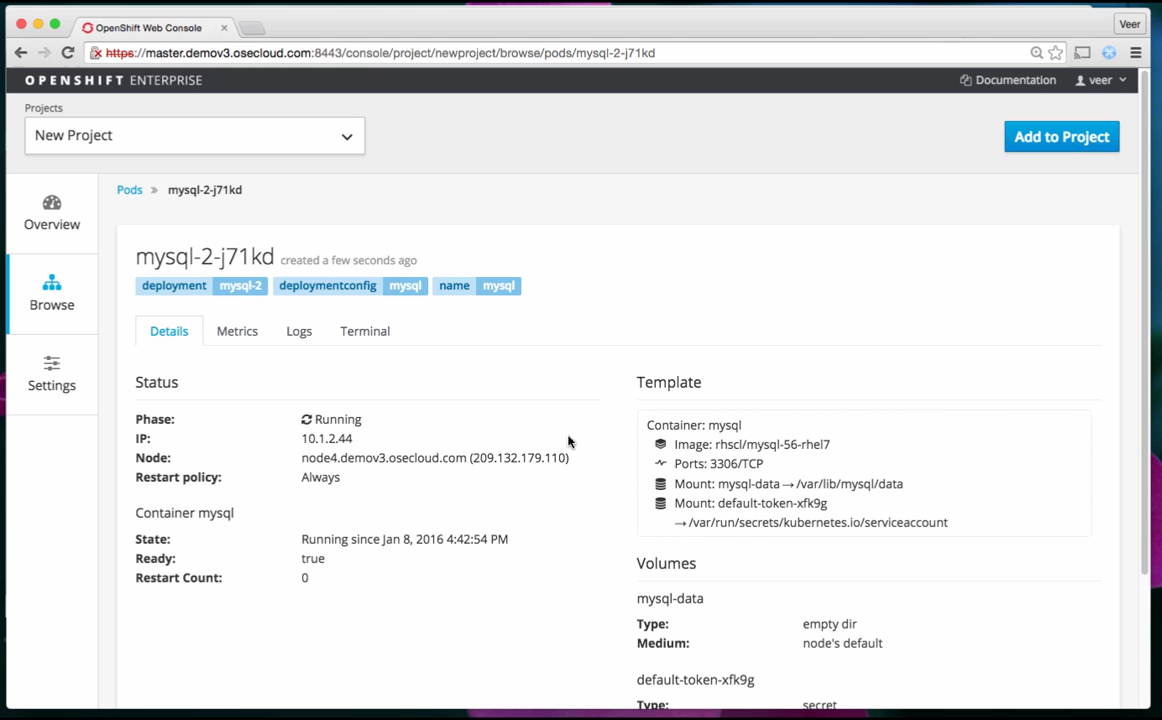 OpenShift Web Console
Veer
https://master.demov3.osecloud.com:8443/console/project/newproject/browse/pods/mysql-2-j71kd
OPENSHIFT ENTERPRISE
Documentation
veer
Projects
New Project
Add to Project
Overview
Browse
Settings
Pods » mysql-2-j71kd
mysql-2-j71kd created a few seconds ago
deployment mysql-2 deploymentconfig mysql name mysql
Details Metrics Logs Terminal
Status
Phase: Running
IP: 10.1.2.44
Node: node4.demov3.osecloud.com (209.132.179.110)
Restart policy: Always
Container mysql
State: Running since Jan 8, 2016 4:42:54 PM
Ready: true
Restart Count: 0
Template
Container: mysql
Image: rhscl/mysql-56-rhel7
Ports: 3306/TCP
Mount: mysql-data → /var/lib/mysql/data
Mount: default-token-xfk9g
→ /var/run/secrets/kubernetes.io/serviceaccount
Volumes
mysql-data
Type: empty dir
Medium: node's default
default-token-xfk9g
Type: secret